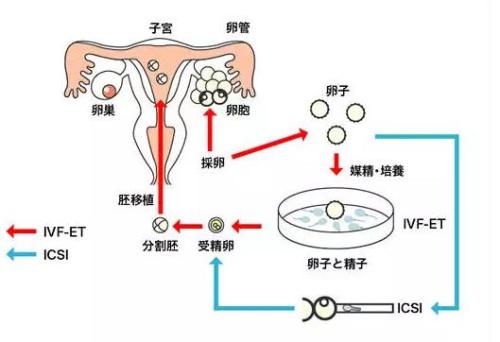 子宮
卵管
卵巣
卵胞
卵子
採卵
媒精・培養
胚移植
IVF-ET
ICSI
分割胚
受精卵
IVF-ET
卵子と精子
ICSI